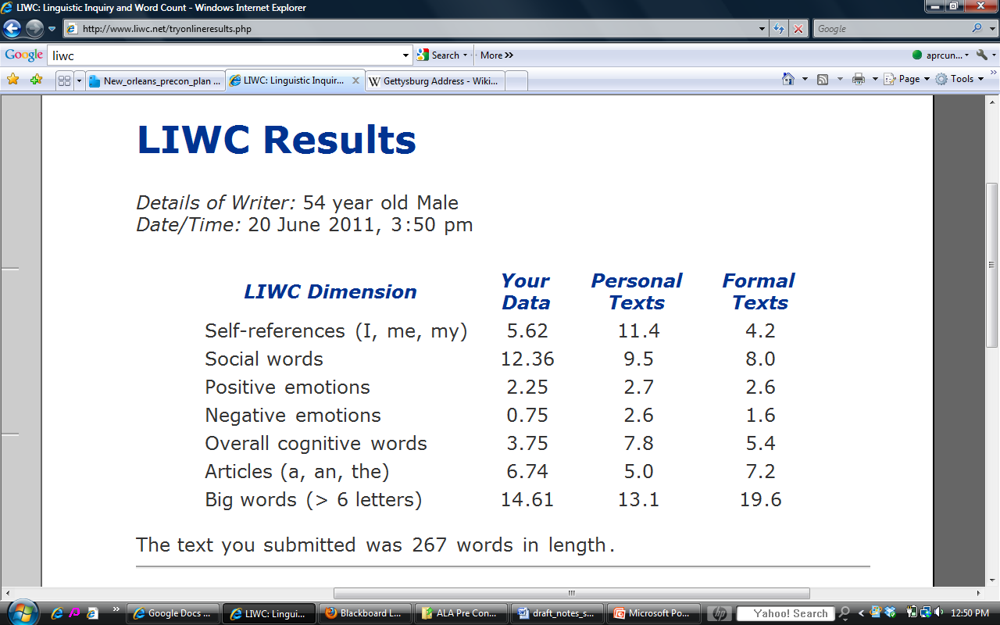 LIWC: Linguistic Inquiry and Word Count - Windows Internet Explorer
http://www.liwc.net/tryonlineresults.php
Google
Google liwc Search More »
aprcun...
New_orleans_precon_plan ... LIWC: Linguistic Inquir... Gettysburg Address - Wiki... Page Tools »
LIWC Results
Details of Writer: 54 year old Male
Date/Time: 20 June 2011, 3:50 pm
LIWC Dimension Your Data Personal Texts Formal Texts
Self-references (I, me, my) 5.62 11.4 4.2
Social words 12.36 9.5 8.0
Positive emotions 2.25 2.7 2.6
Negative emotions 0.75 2.6 1.6
Overall cognitive words 3.75 7.8 5.4
Articles (a, an, the) 6.74 5.0 7.2
Big words (> 6 letters) 14.61 13.1 19.6
The text you submitted was 267 words in length.
» Google Docs ... LIWC: Lingui... Blackboard L... ALA Pre Con... draft_notes_s... Microsoft Po... hp Yahoo! Search 12:50 PM